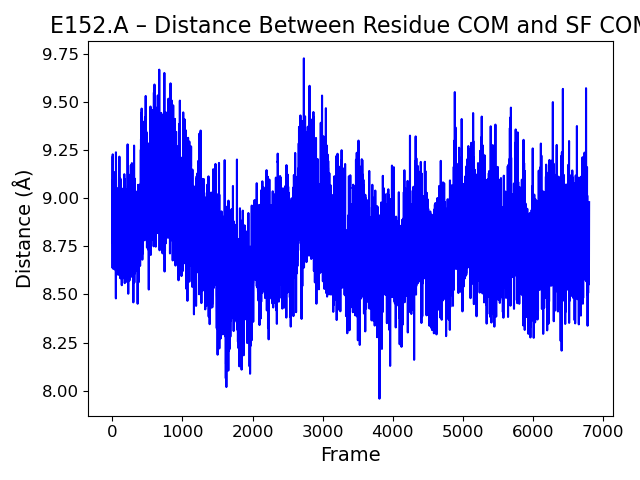 E152.A – Distance Between Residue COM and SF COM
9.75
9.50
9.25
9.00
8.75
8.50
8.25
8.00
Distance (Å)
0 1000 2000 3000 4000 5000 6000 7000
Frame